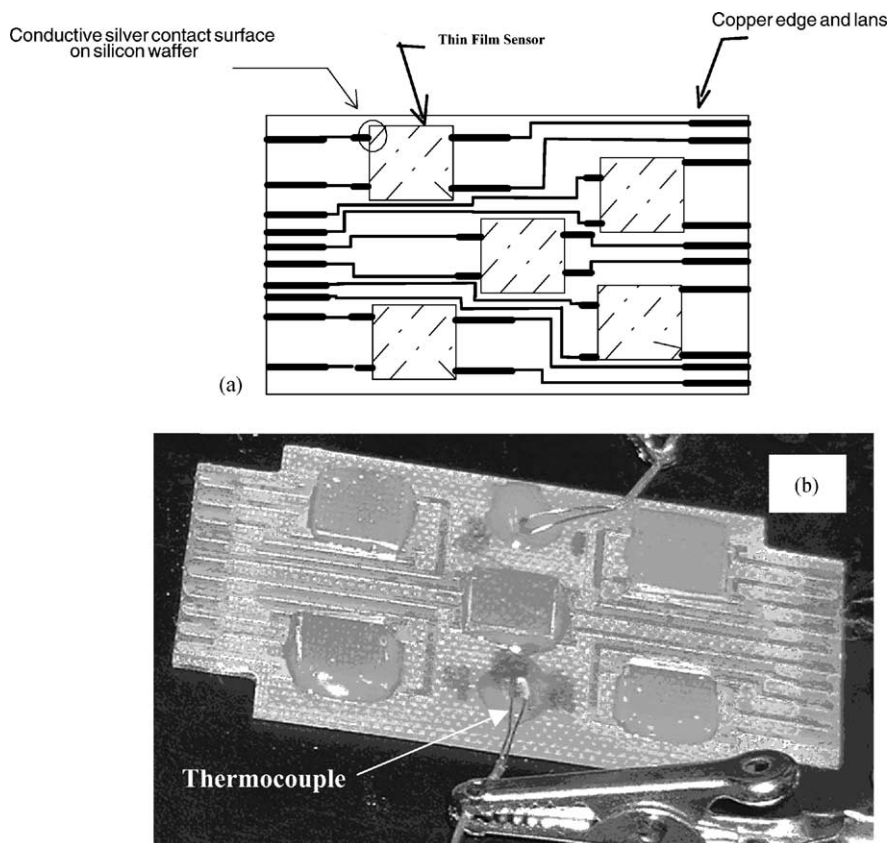 Conductive silver contact surface
on silicon waffer
Thin Film Sensor
Copper edge and lans
(a)
(b)
Thermocouple